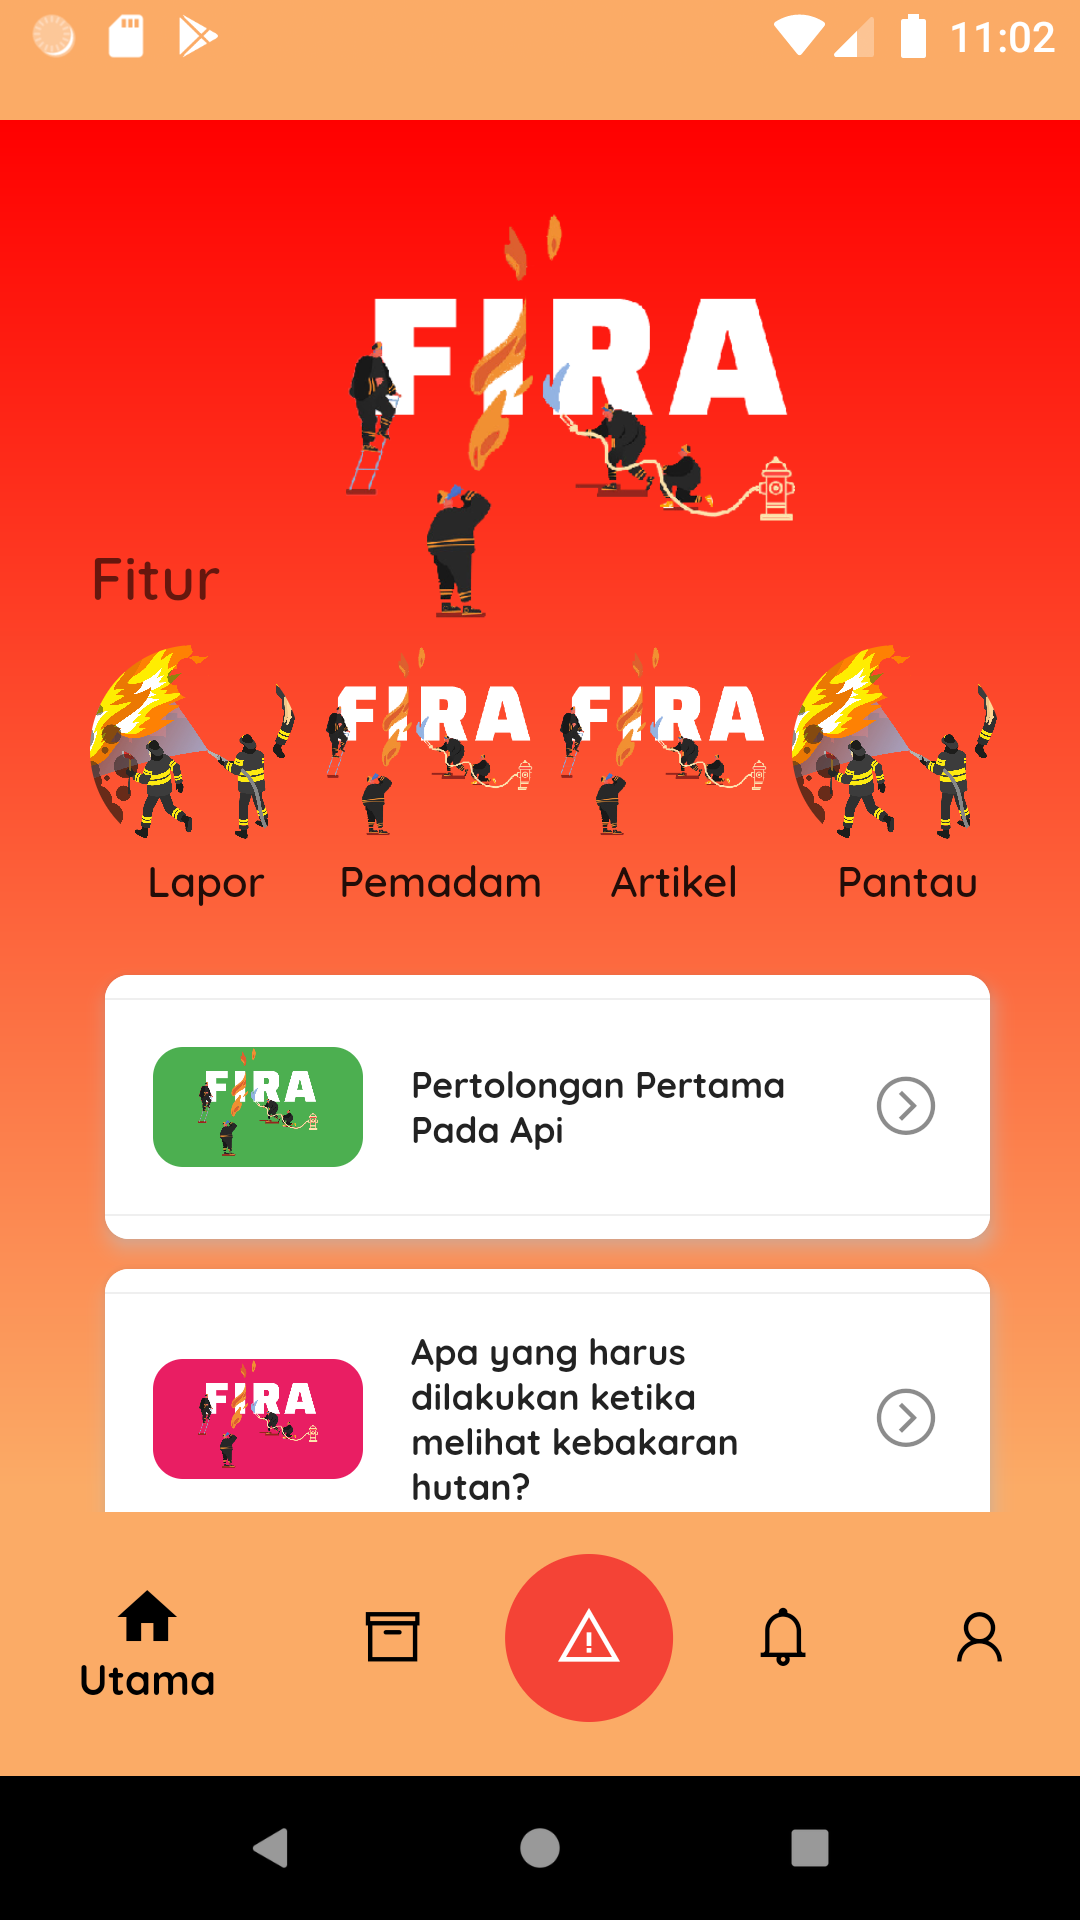 11:02
FIRA
Fitur
FIRA
FIRA
Lapor
Pemadam
Artikel
Pantau
FIRA
Pertolongan Pertama
Pada Api
FIRA
Apa yang harus
dilakukan ketika
melihat kebakaran
hutan?
Utama